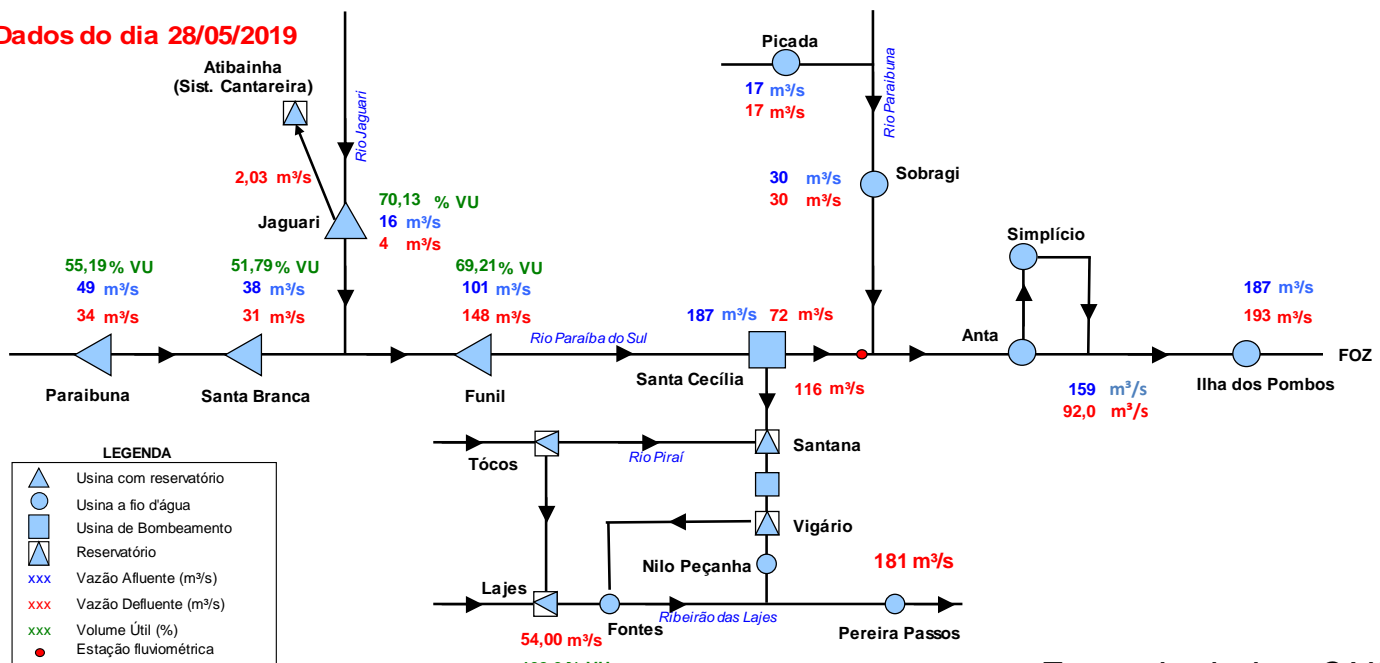 Dados do dia 28/05/2019
Atibainha
(Sist. Cantareira)
Rio Jaguari
2,03 m³/s
Jaguari
70,13 % VU
16 m³/s
4 m³/s
Picada
17 m³/s
17 m³/s
Rio Paraibuna
30 m³/s
30 m³/s
Sobragi
55,19 % VU
49 m³/s
34 m³/s
Paraibuna
51,79 % VU
38 m³/s
31 m³/s
Santa Branca
69,21 % VU
101 m³/s
148 m³/s
Funil
Rio Paraíba do Sul
187 m³/s 72 m³/s
Santa Cecília
116 m³/s
Simplício
Anta
159 m³/s
92,0 m³/s
187 m³/s
193 m³/s
Ilha dos Pombos
FOZ
Tócos
Rio Piraí
Santana
Vigário
Nilo Peçanha
181 m³/s
Lajes
54,00 m³/s
Fontes
Ribeirão das Lajes
Pereira Passos
LEGENDA
Usina com reservatório
Usina a fio d'água
Usina de Bombeamento
Reservatório
xxx Vazão Afluente (m³/s)
xxx Vazão Defluente (m³/s)
xxx Volume Útil (%)
Estação fluviométrica